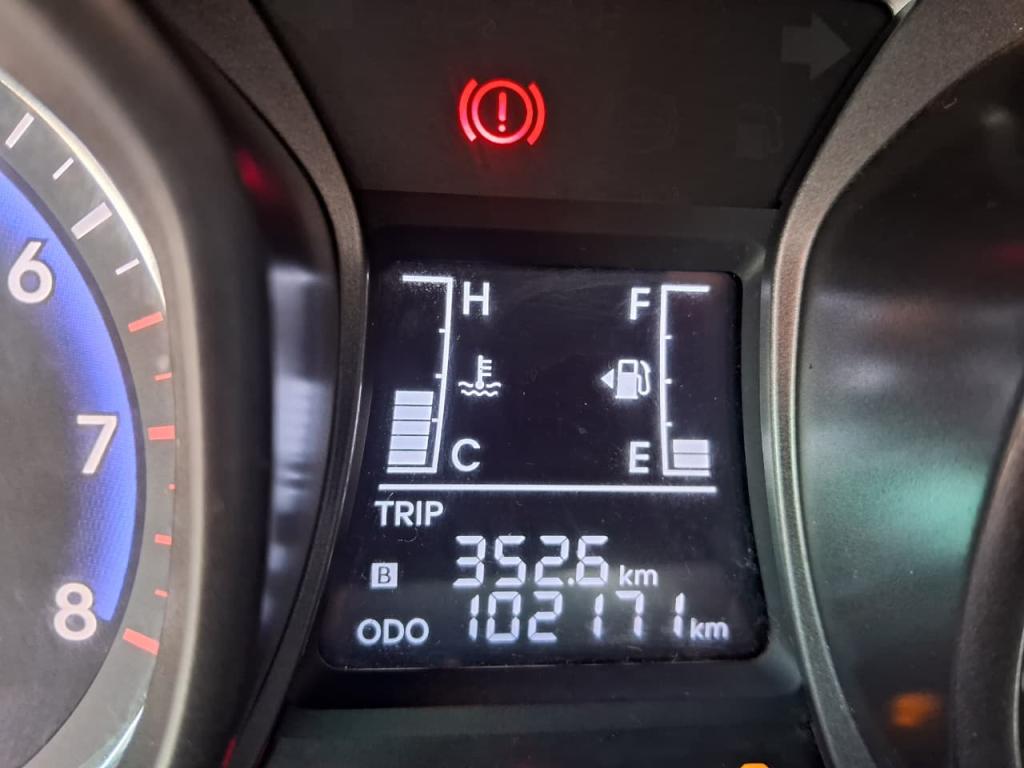 6
7
8
H F
C E
TRIP
B 352.6 km
ODO 102171 km